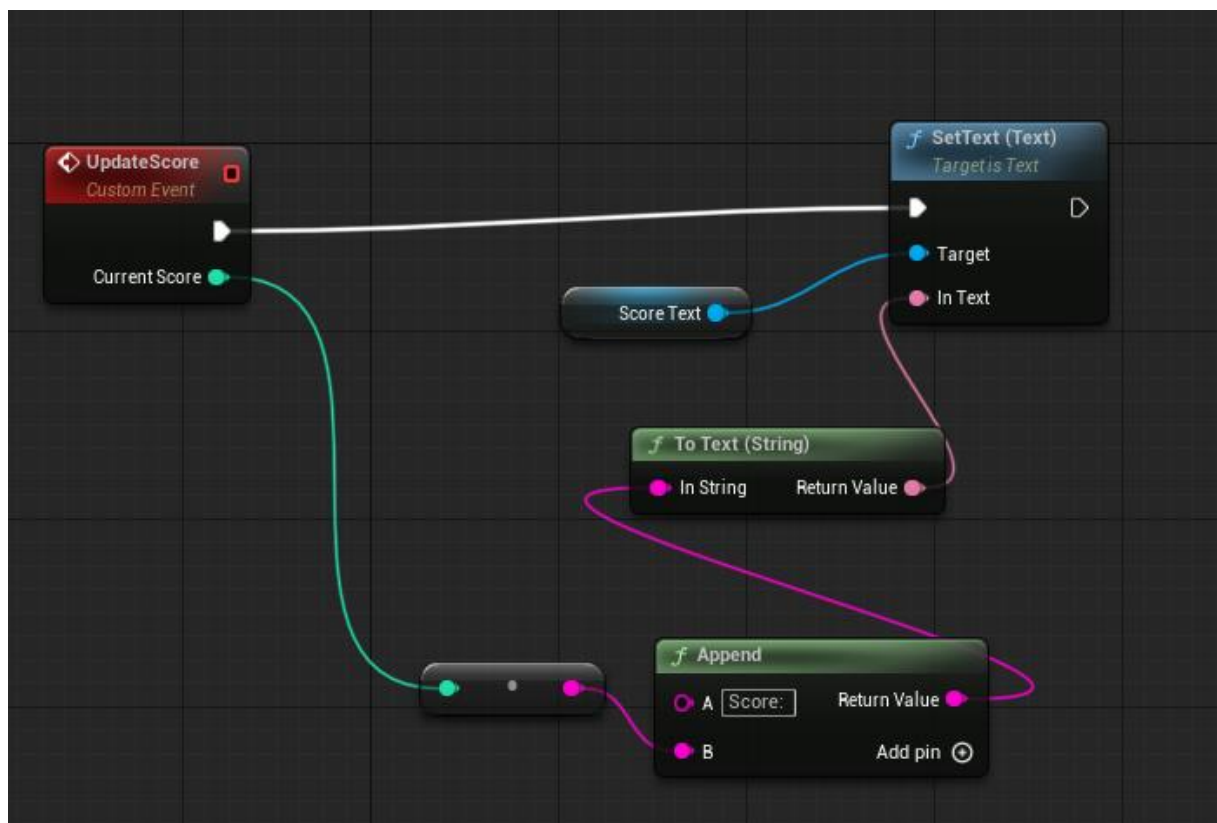 UpdateScore
Custom Event
Current Score
SetText (Text)
Target is Text
Target
In Text
Score Text
f To Text (String)
In String Return Value
f Append
A Score: Return Value
B Add pin